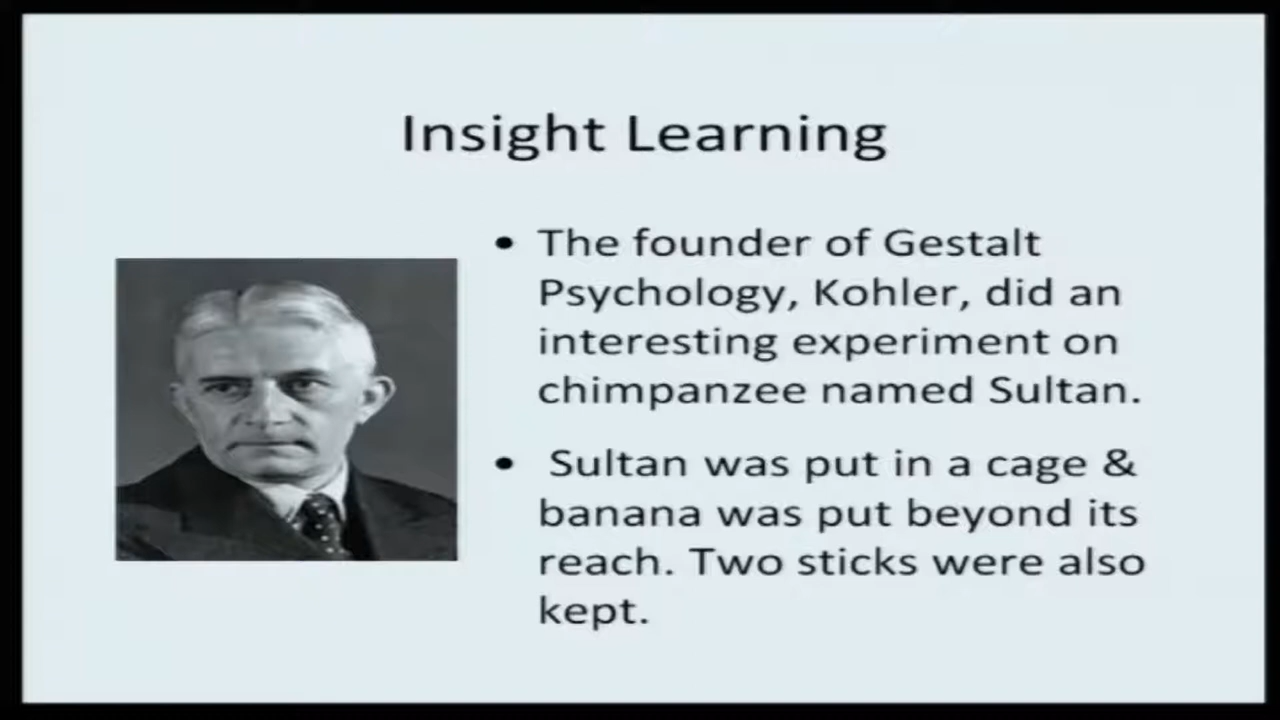 Insight Learning
• The founder of Gestalt
Psychology, Kohler, did an
interesting experiment on
chimpanzee named Sultan.
• Sultan was put in a cage &
banana was put beyond its
reach. Two sticks were also
kept.